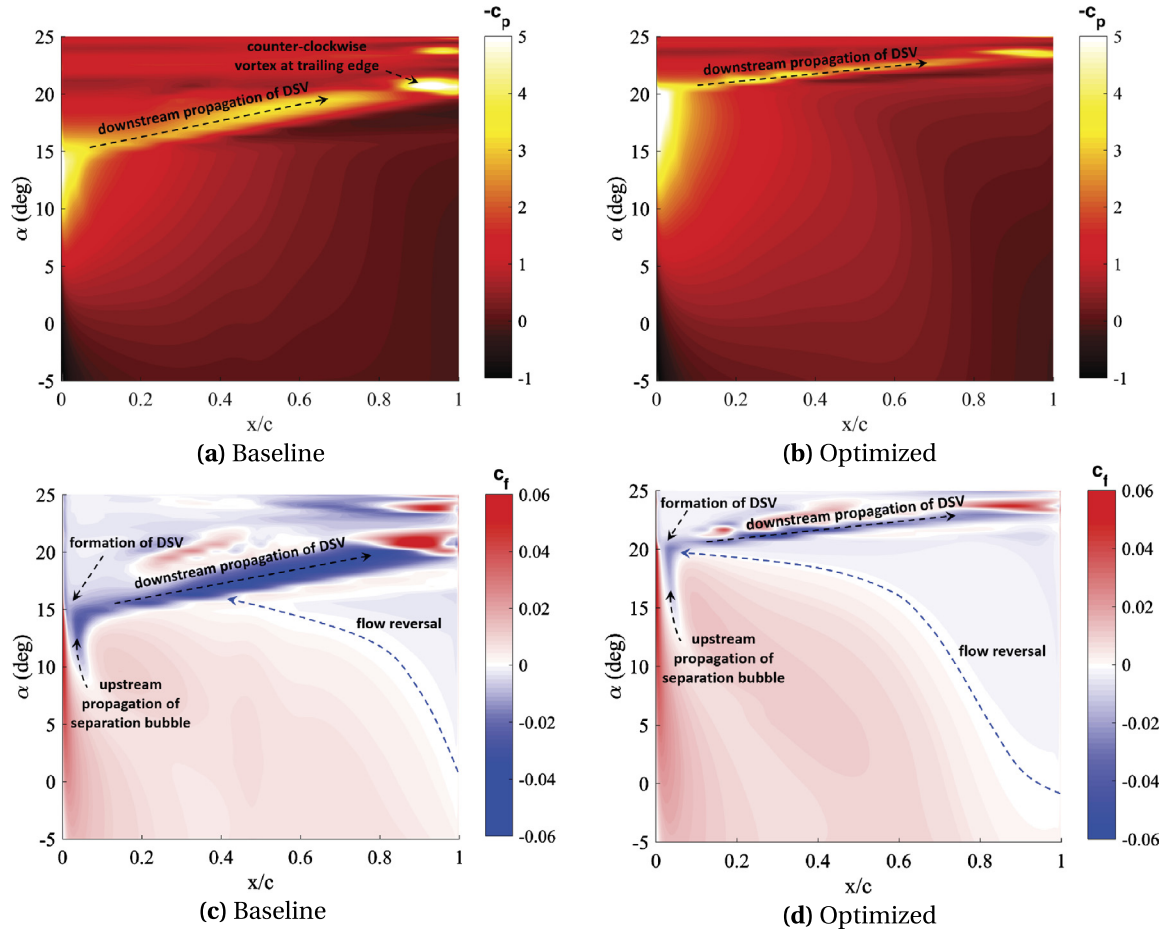 -c_p
25
20
15
10
5
0
-5
α (deg)
counter-clockwise
vortex at trailing edge
downstream propagation of DSV
0
0.2
0.4
0.6
0.8
1
x/c
5
4
3
2
1
0
-1
(a) Baseline
-c_p
25
20
15
10
5
0
-5
α (deg)
downstream propagation of DSV
0
0.2
0.4
0.6
0.8
1
x/c
5
4
3
2
1
0
-1
(b) Optimized
c_f
25
20
15
10
5
0
-5
α (deg)
formation of DSV
downstream propagation of DSV
flow reversal
upstream
propagation of
separation bubble
0
0.2
0.4
0.6
0.8
1
x/c
0.06
0.04
0.02
0
-0.02
-0.04
-0.06
(c) Baseline
c_f
25
20
15
10
5
0
-5
α (deg)
formation of DSV
downstream propagation of DSV
flow reversal
upstream
propagation of
separation bubble
0
0.2
0.4
0.6
0.8
1
x/c
0.06
0.04
0.02
0
-0.02
-0.04
-0.06
(d) Optimized